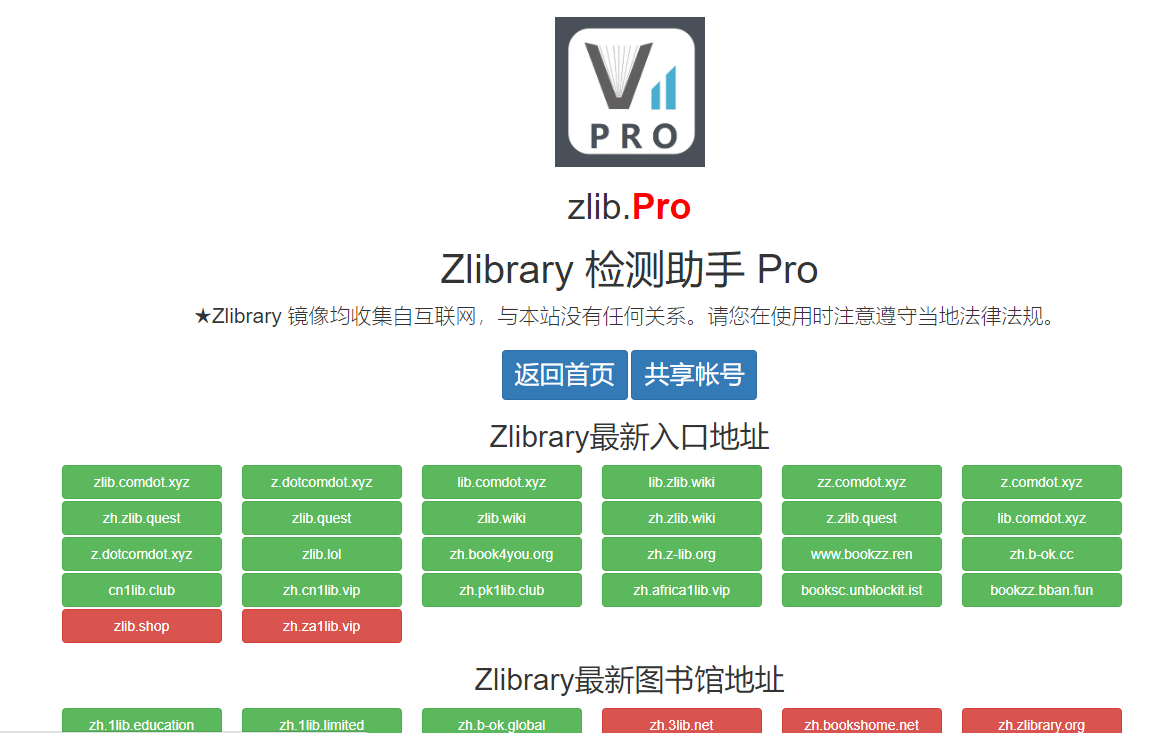 PRO
zlib.Pro
Zlibrary 检测助手 Pro
★Zlibrary 镜像均收集自互联网，与本站没有任何关系。请您在使用时注意遵守当地法律法规。
返回首页 共享帐号
Zlibrary最新入口地址
zlib.comdot.xyz z.dotcomdot.xyz lib.comdot.xyz lib.zlib.wiki zz.comdot.xyz z.comdot.xyz
zh.zlib.quest zlib.quest zlib.wiki zh.zlib.wiki z.zlib.quest lib.comdot.xyz
z.dotcomdot.xyz zlib.lol zh.book4you.org zh.z-lib.org www.bookzz.ren zh.b-ok.cc
cn1lib.club zh.cn1lib.vip zh.pk1lib.club zh.africa1lib.vip booksc.unblockit.ist bookzz.bban.fun
zlib.shop zh.za1lib.vip
Zlibrary最新图书馆地址
zh.1lib.education zh.1lib.limited zh.b-ok.global zh.3lib.net zh.bookshome.net zh.zlibrary.org